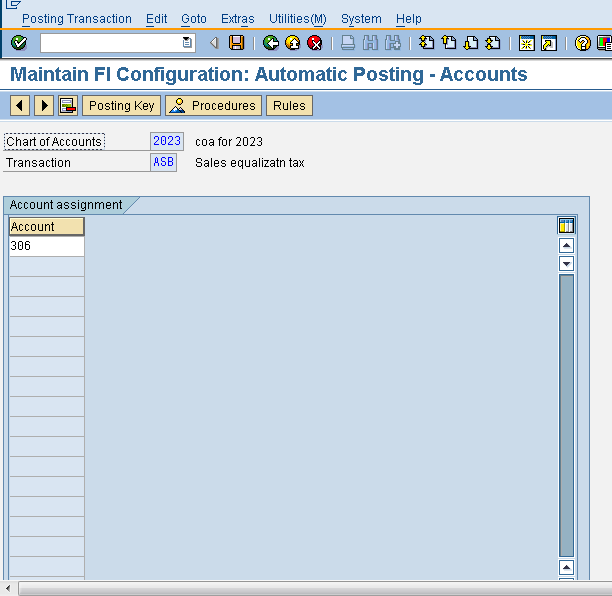 Posting Transaction Edit Goto Extras Utilities(M) System Help
Maintain FI Configuration: Automatic Posting - Accounts
Posting Key Procedures Rules
Chart of Accounts 2023 coa for 2023
Transaction ASB Sales equalizatn tax
Account assignment
Account
306